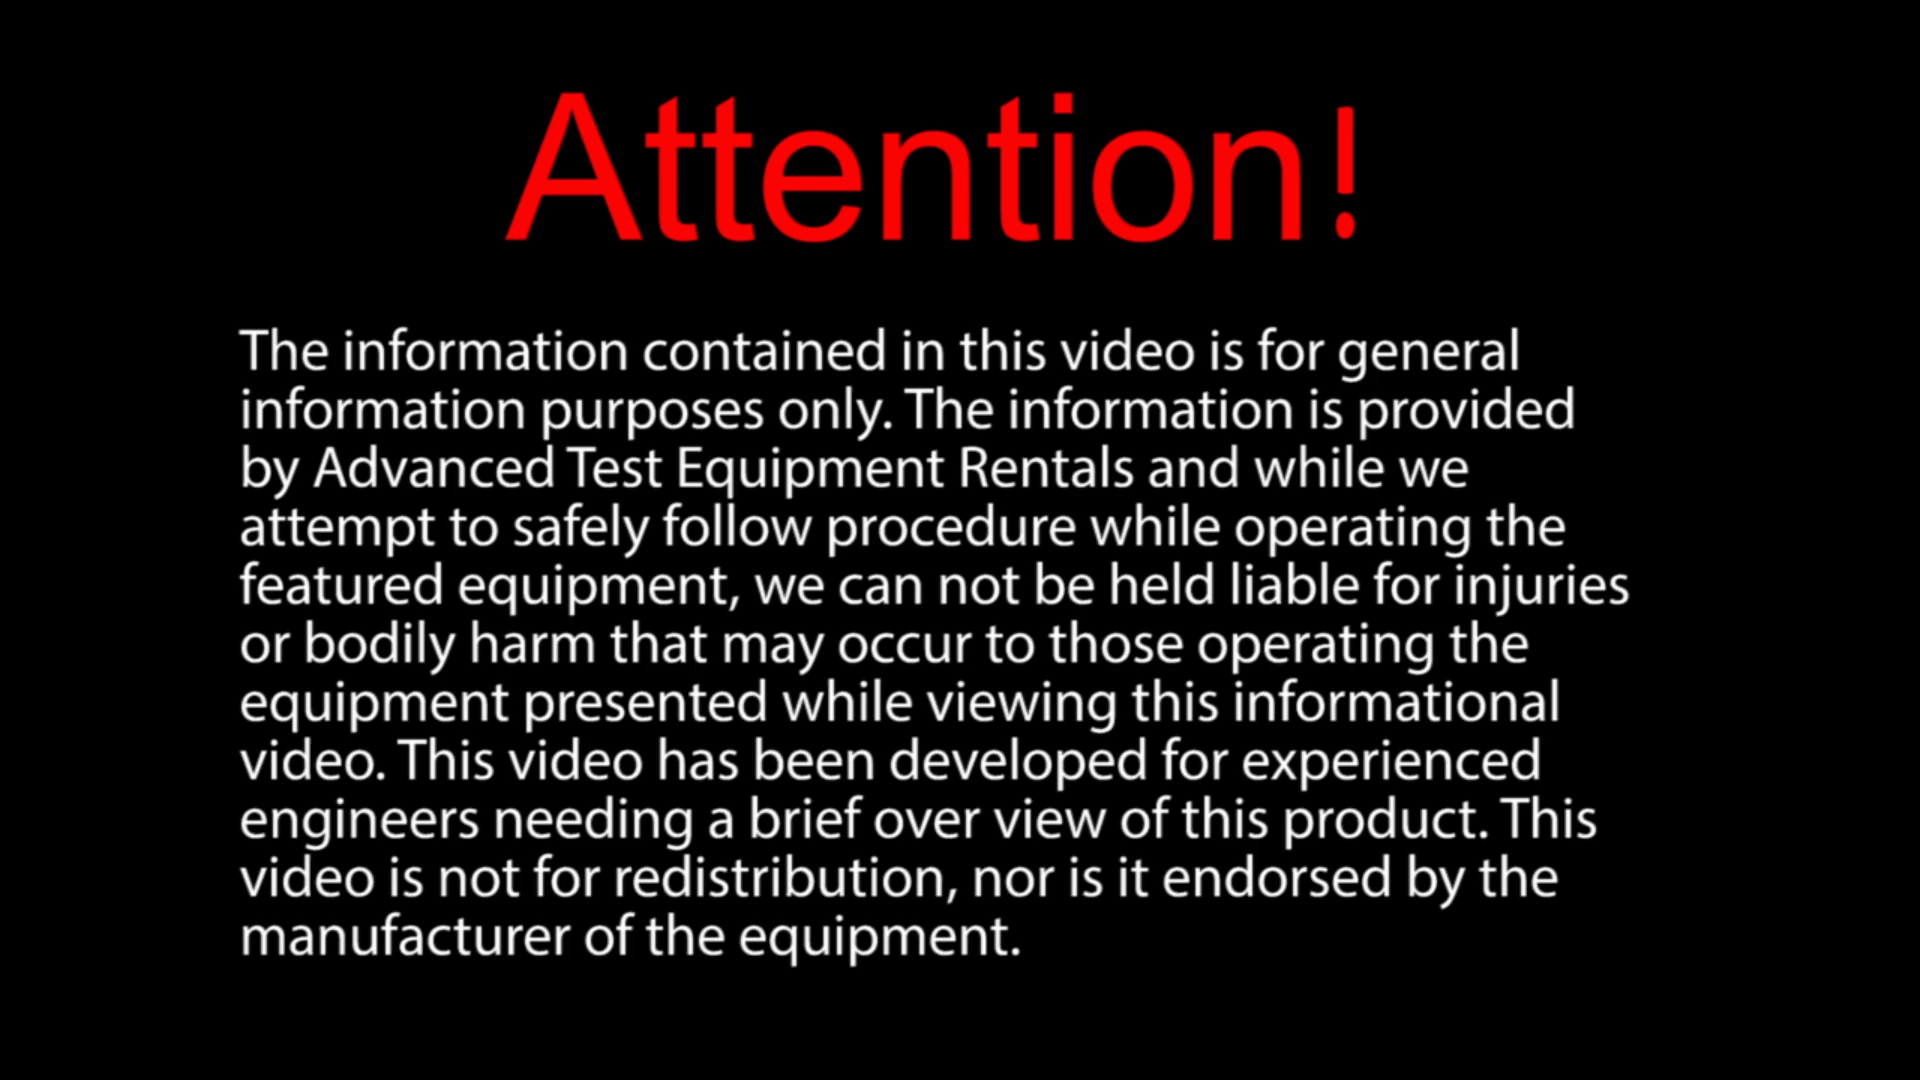 Attention!
The information contained in this video is for general
information purposes only. The information is provided
by Advanced Test Equipment Rentals and while we
attempt to safely follow procedure while operating the
featured equipment, we can not be held liable for injuries
or bodily harm that may occur to those operating the
equipment presented while viewing this informational
video. This video has been developed for experienced
engineers needing a brief over view of this product. This
video is not for redistribution, nor is it endorsed by the
manufacturer of the equipment.